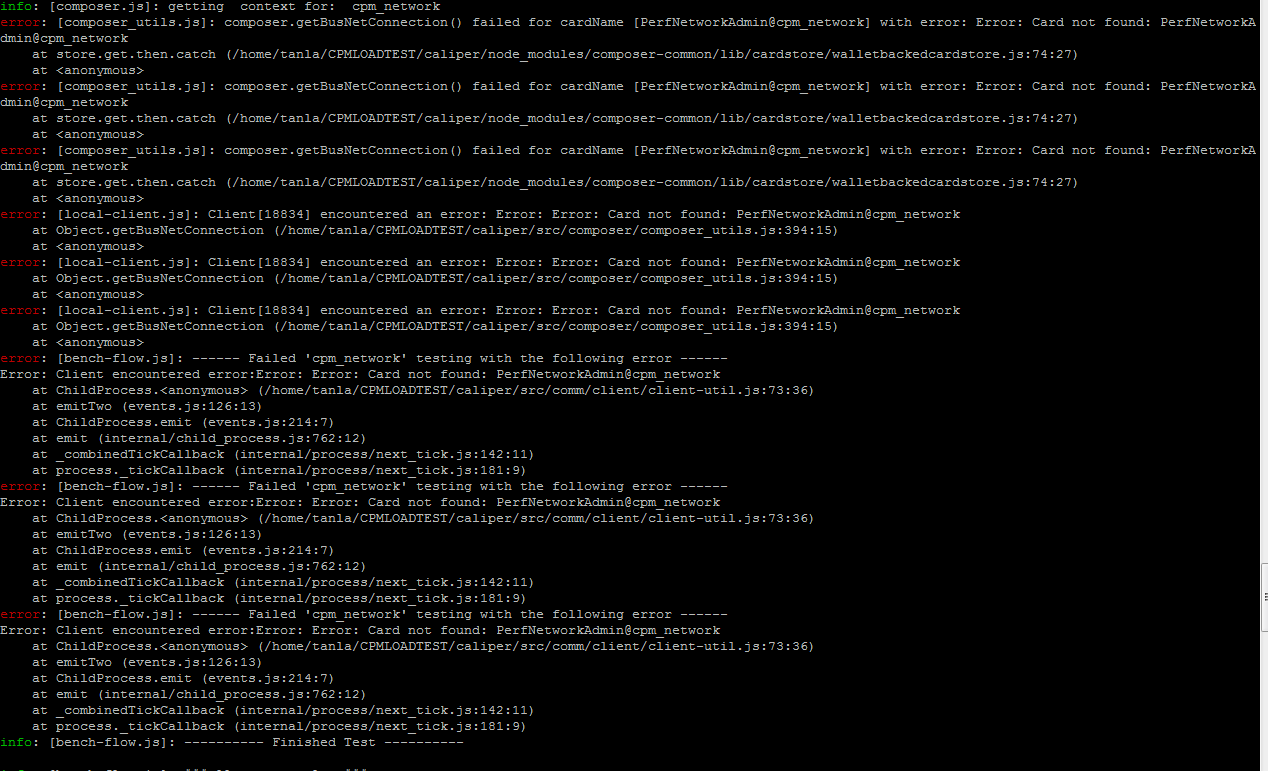 info: [composer.js]: getting  context for:  cpm_network
error: [composer_utils.js]: composer.getBusNetConnection() failed for cardName [PerfNetworkAdmin@cpm_network] with error: Error: Card not found: PerfNetworkA
dmin@cpm_network
    at store.get.then.catch (/home/tanla/CPMLOADTEST/caliper/node_modules/composer-common/lib/cardstore/walletbackedcardstore.js:74:27)
    at <anonymous>
error: [composer_utils.js]: composer.getBusNetConnection() failed for cardName [PerfNetworkAdmin@cpm_network] with error: Error: Card not found: PerfNetworkA
dmin@cpm_network
    at store.get.then.catch (/home/tanla/CPMLOADTEST/caliper/node_modules/composer-common/lib/cardstore/walletbackedcardstore.js:74:27)
    at <anonymous>
error: [composer_utils.js]: composer.getBusNetConnection() failed for cardName [PerfNetworkAdmin@cpm_network] with error: Error: Card not found: PerfNetworkA
dmin@cpm_network
    at store.get.then.catch (/home/tanla/CPMLOADTEST/caliper/node_modules/composer-common/lib/cardstore/walletbackedcardstore.js:74:27)
    at <anonymous>
error: [local-client.js]: Client[18834] encountered an error: Error: Error: Card not found: PerfNetworkAdmin@cpm_network
    at Object.getBusNetConnection (/home/tanla/CPMLOADTEST/caliper/src/composer/composer_utils.js:394:15)
    at <anonymous>
error: [local-client.js]: Client[18834] encountered an error: Error: Error: Card not found: PerfNetworkAdmin@cpm_network
    at Object.getBusNetConnection (/home/tanla/CPMLOADTEST/caliper/src/composer/composer_utils.js:394:15)
    at <anonymous>
error: [local-client.js]: Client[18834] encountered an error: Error: Error: Card not found: PerfNetworkAdmin@cpm_network
    at Object.getBusNetConnection (/home/tanla/CPMLOADTEST/caliper/src/composer/composer_utils.js:394:15)
    at <anonymous>
error: [bench-flow.js]: ------ Failed 'cpm_network' testing with the following error ------
Error: Client encountered error:Error: Error: Card not found: PerfNetworkAdmin@cpm_network
    at ChildProcess.<anonymous> (/home/tanla/CPMLOADTEST/caliper/src/comm/client/client-util.js:73:36)
    at emitTwo (events.js:126:13)
    at ChildProcess.emit (events.js:214:7)
    at emit (internal/child_process.js:762:12)
    at _combinedTickCallback (internal/process/next_tick.js:142:11)
    at process._tickCallback (internal/process/next_tick.js:181:9)
error: [bench-flow.js]: ------ Failed 'cpm_network' testing with the following error ------
Error: Client encountered error:Error: Error: Card not found: PerfNetworkAdmin@cpm_network
    at ChildProcess.<anonymous> (/home/tanla/CPMLOADTEST/caliper/src/comm/client/client-util.js:73:36)
    at emitTwo (events.js:126:13)
    at ChildProcess.emit (events.js:214:7)
    at emit (internal/child_process.js:762:12)
    at _combinedTickCallback (internal/process/next_tick.js:142:11)
    at process._tickCallback (internal/process/next_tick.js:181:9)
error: [bench-flow.js]: ------ Failed 'cpm_network' testing with the following error ------
Error: Client encountered error:Error: Error: Card not found: PerfNetworkAdmin@cpm_network
    at ChildProcess.<anonymous> (/home/tanla/CPMLOADTEST/caliper/src/comm/client/client-util.js:73:36)
    at emitTwo (events.js:126:13)
    at ChildProcess.emit (events.js:214:7)
    at emit (internal/child_process.js:762:12)
    at _combinedTickCallback (internal/process/next_tick.js:142:11)
    at process._tickCallback (internal/process/next_tick.js:181:9)
info: [bench-flow.js]: ---------- Finished Test ----------